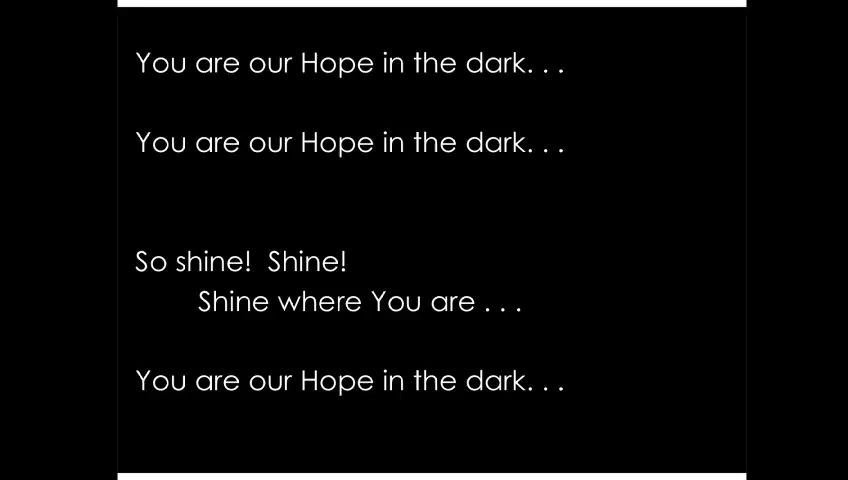 You are our Hope in the dark. . .
You are our Hope in the dark. . .
So shine!  Shine!
Shine where You are . . .
You are our Hope in the dark. . .